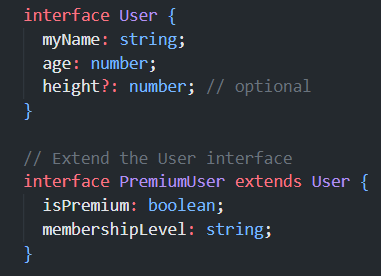 interface User {
  myName: string;
  age: number;
  height?: number; // optional
}

// Extend the User interface
interface PremiumUser extends User {
  isPremium: boolean;
  membershipLevel: string;
}